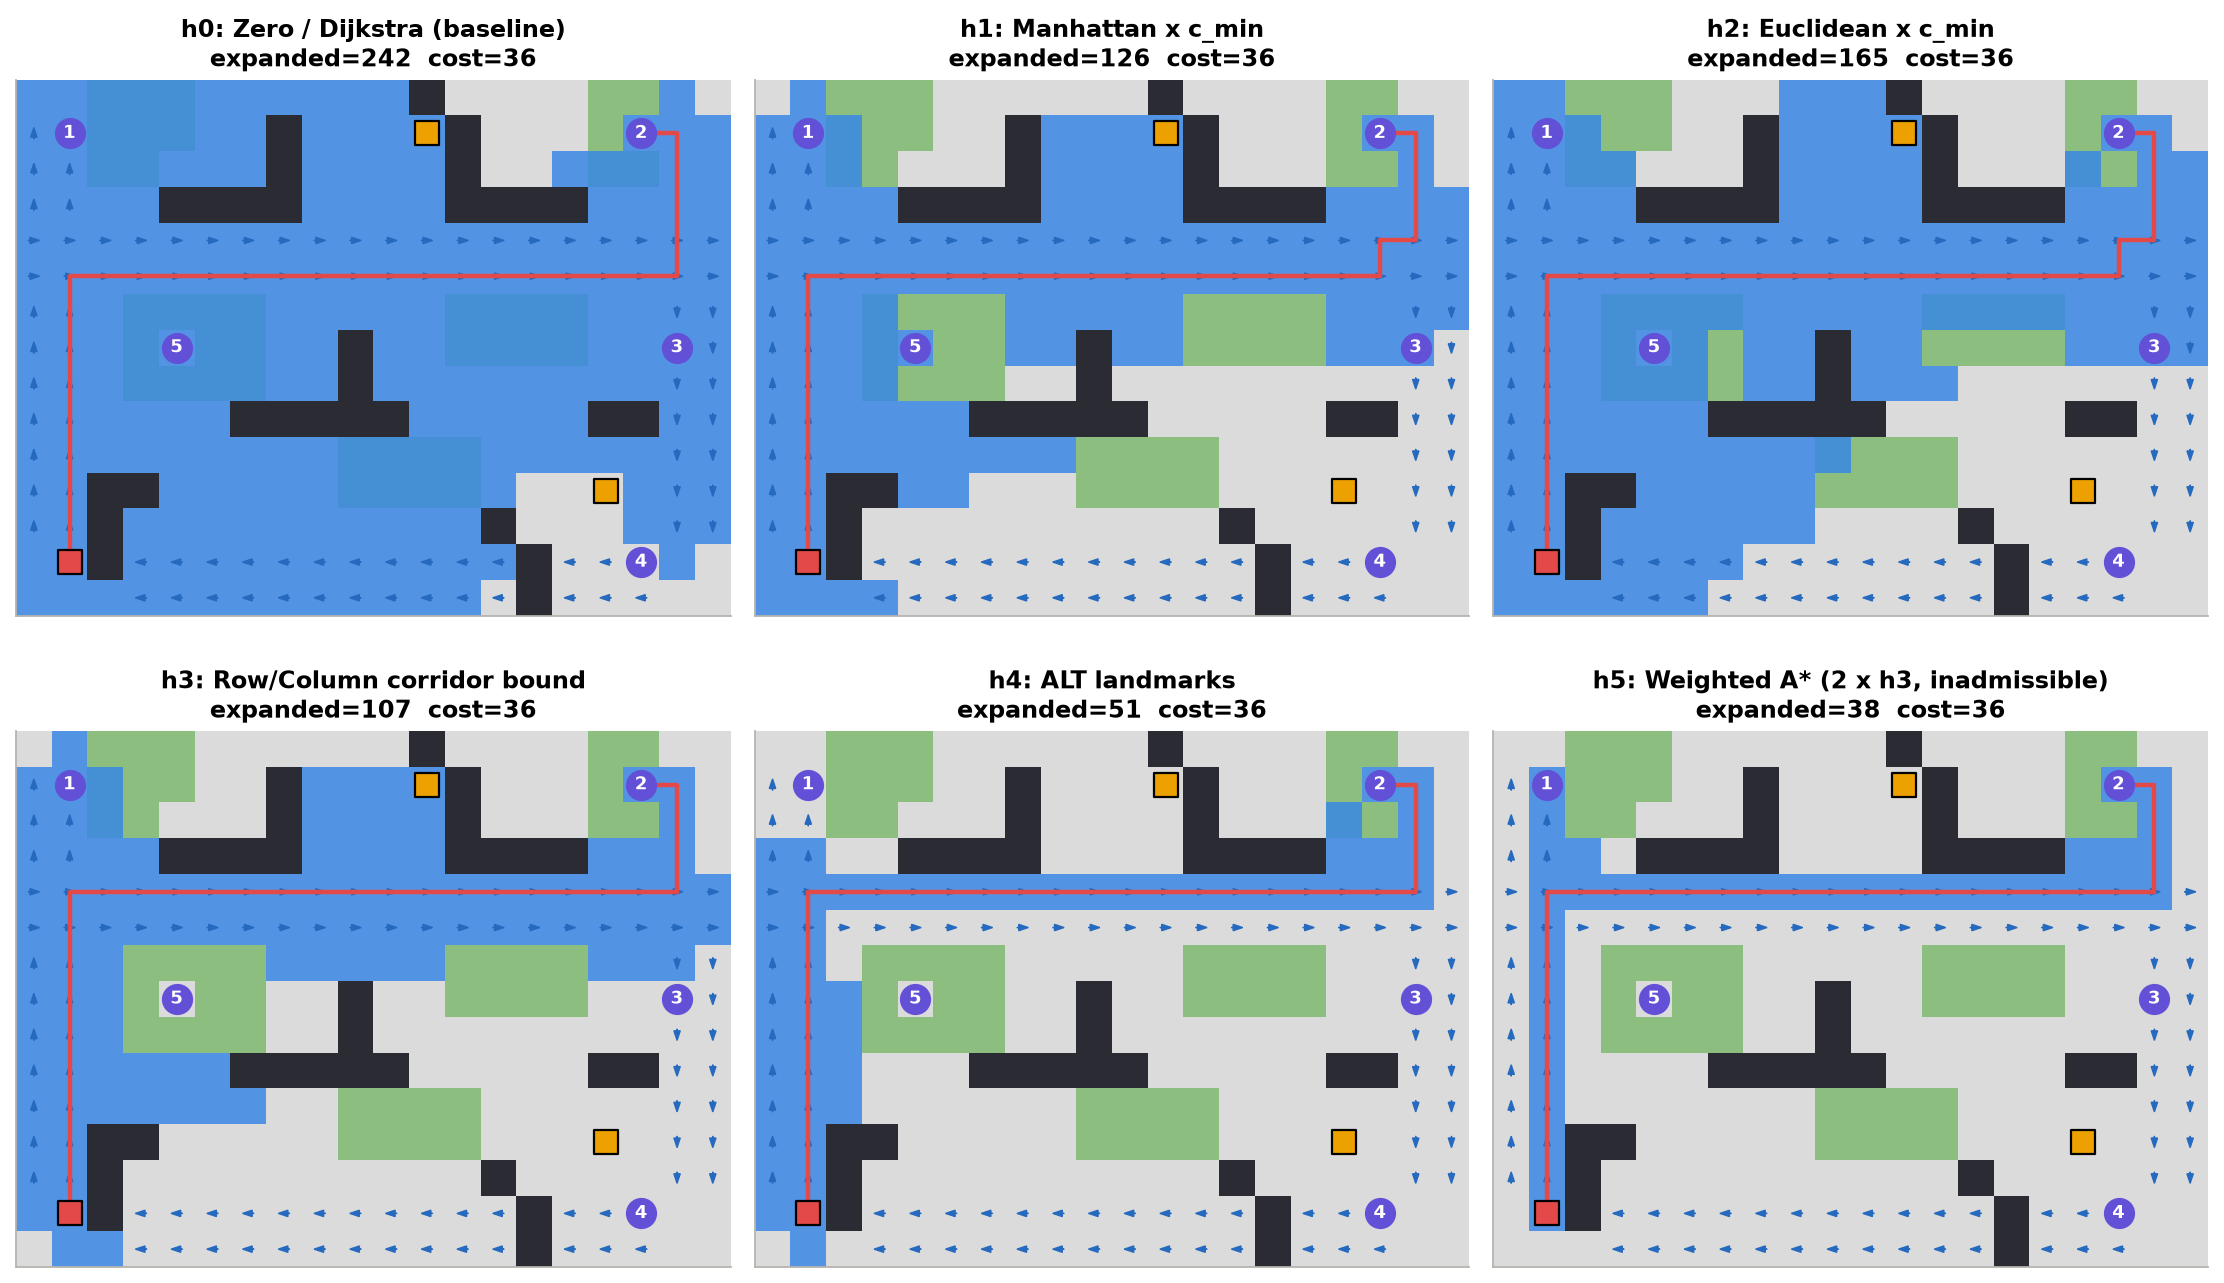 h0: Zero / Dijkstra (baseline)
expanded=242  cost=36
1
2
5
3
4
h1: Manhattan x c_min
expanded=126  cost=36
1
2
5
3
4
h2: Euclidean x c_min
expanded=165  cost=36
1
2
5
3
4
h3: Row/Column corridor bound
expanded=107  cost=36
1
2
5
3
4
h4: ALT landmarks
expanded=51  cost=36
1
2
5
3
4
h5: Weighted A* (2 x h3, inadmissible)
expanded=38  cost=36
1
2
5
3
4